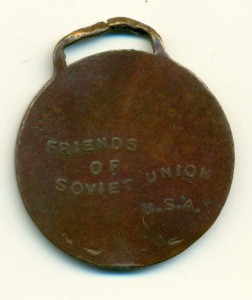 FRIENDS
OF
SOVIET UNION
U.S.A.